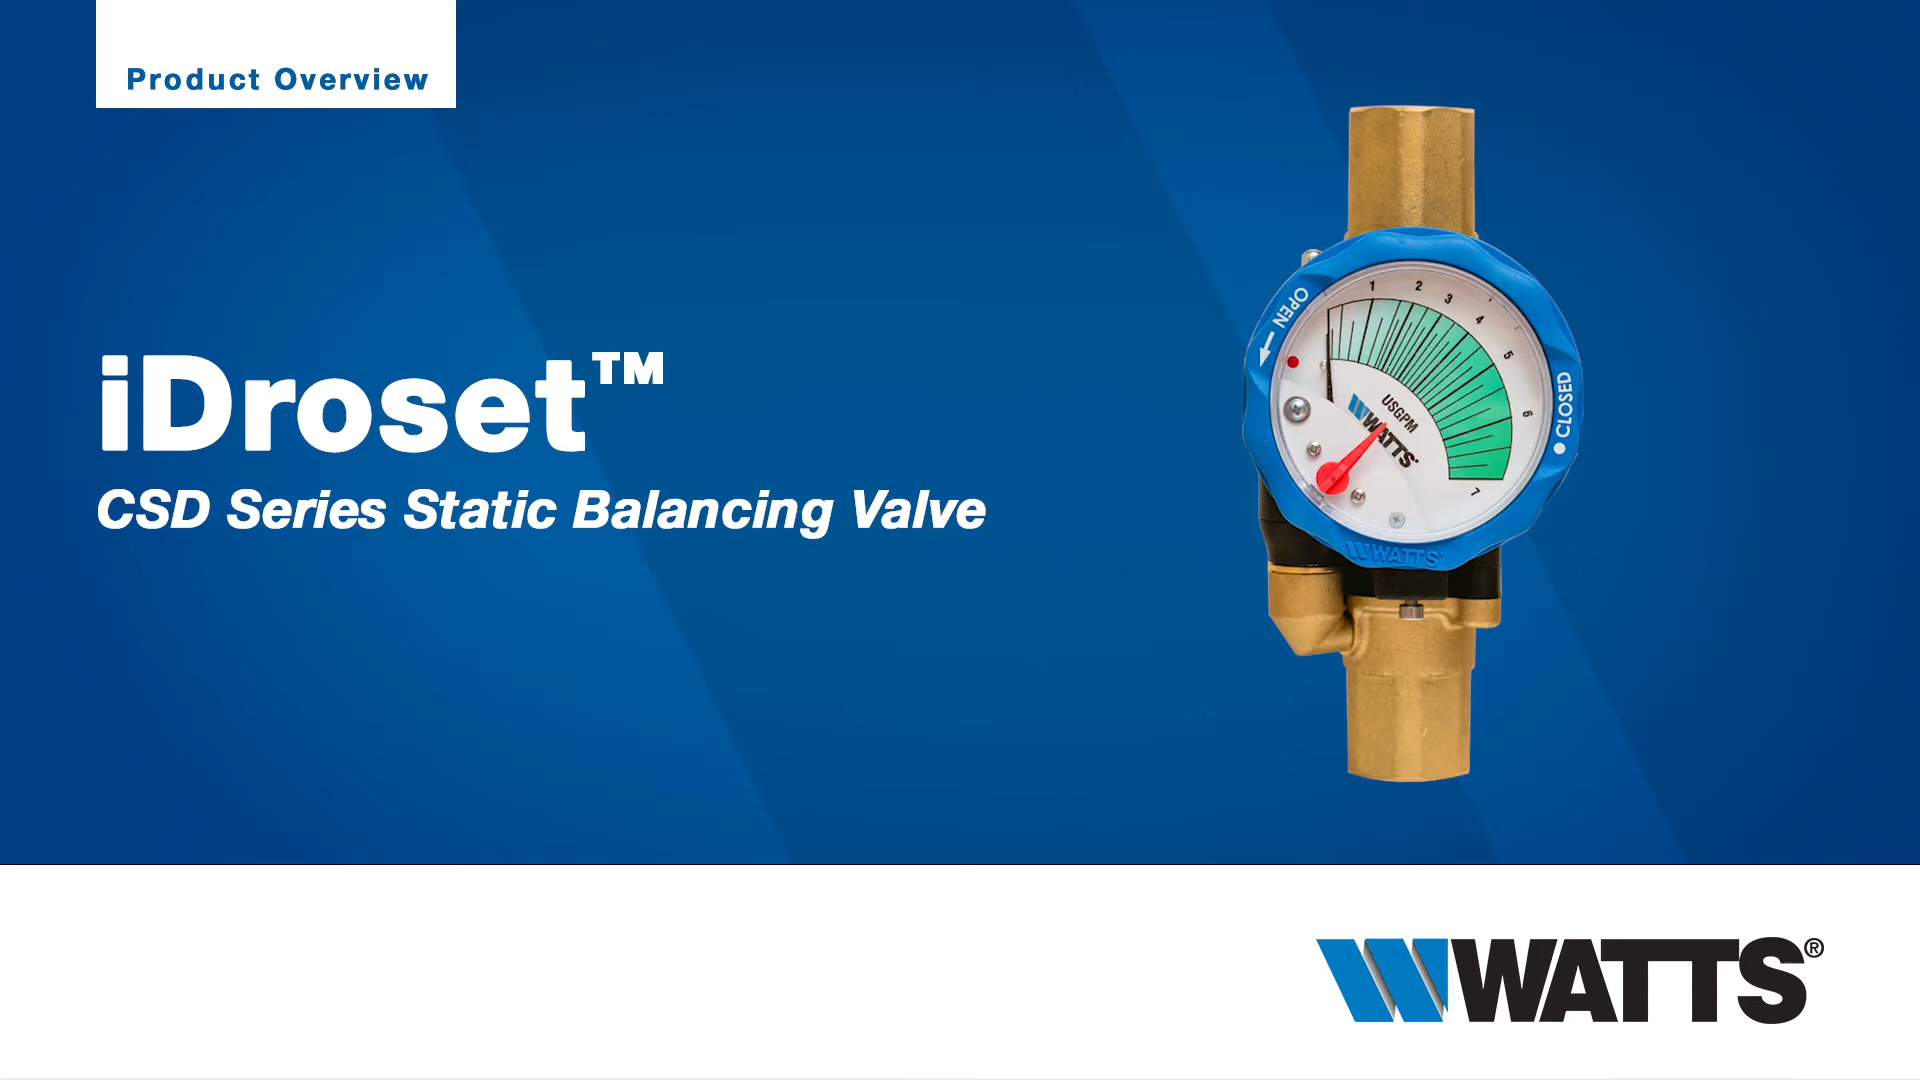 Product Overview
iDroset™
CSD Series Static Balancing Valve
OPEN
1
2
3
4
5
6
7
USGPM
WATTS
CLOSED
WATTS
WATTS®